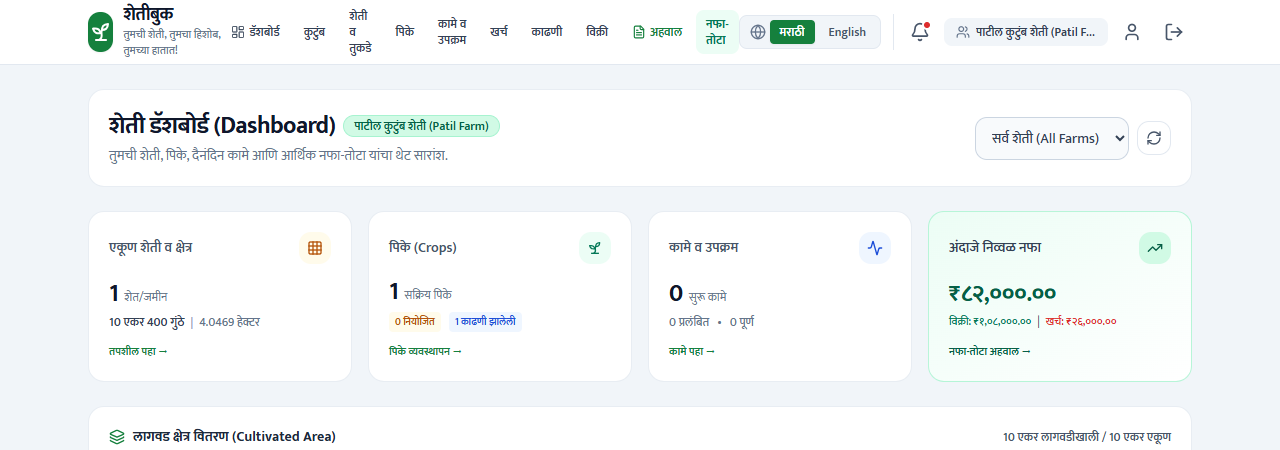 शेतीबुक
तुमची शेती, तुमचा हिशोब,
तुमच्या हातात!
डॅशबोर्ड
कुटुंब
शेती
व
तुकडे
पिके
कामे व
उपक्रम
खर्च
काढणी
विक्री
अहवाल
नफा-
तोटा
मराठी
English
पाटील कुटुंब शेती (Patil F...
शेती डॅशबोर्ड (Dashboard)
पाटील कुटुंब शेती (Patil Farm)
तुमची शेती, पिके, दैनंदिन कामे आणि आर्थिक नफा-तोटा यांचा थेट सारांश.
सर्व शेती (All Farms)
एकूण शेती व क्षेत्र
1 शेत/जमीन
10 एकर 400 गुंठे | 4.0469 हेक्टर
तपशील पहा →
पिके (Crops)
1 सक्रिय पिके
0 नियोजित
1 काढणी झालेली
पिके व्यवस्थापन →
कामे व उपक्रम
0 सुरू कामे
0 प्रलंबित • 0 पूर्ण
कामे पहा →
अंदाजे निव्वळ नफा
₹८२,०००.००
विक्री: ₹१,०८,०००.०० | खर्च: ₹२६,०००.००
नफा-तोटा अहवाल →
लागवड क्षेत्र वितरण (Cultivated Area)
10 एकर लागवडीखाली / 10 एकर एकूण